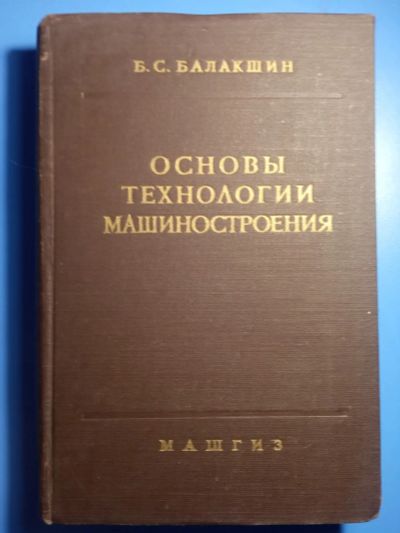 Б. С. БАЛАКШИН
ОСНОВЫ
ТЕХНОЛОГИИ
МАШИНОСТРОЕНИЯ
МАШГИЗ